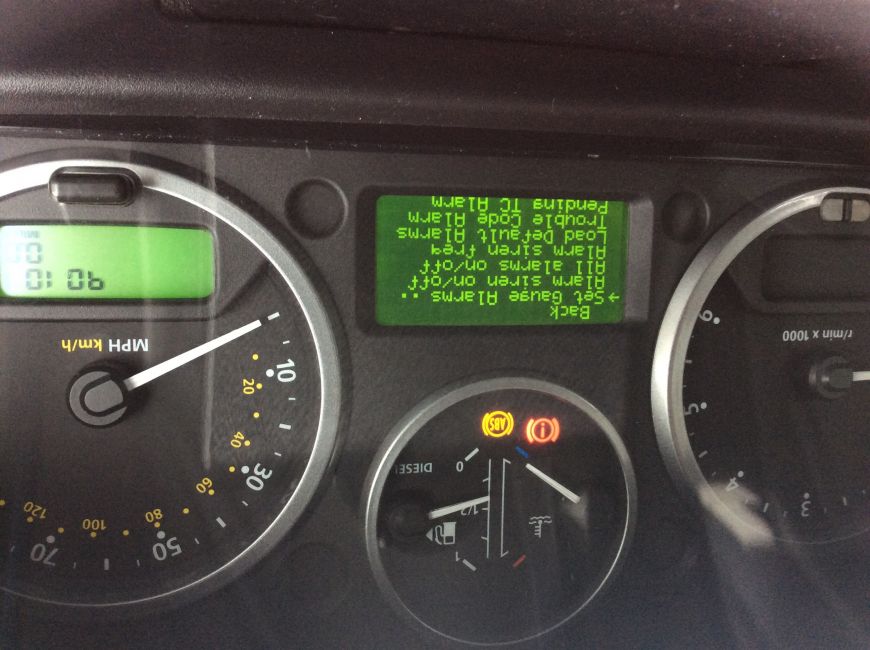 Back
→Set Gauge Alarms ..
Alarm siren on/off
All alarms on/off
Alarm siren freq
Load Default Alarms
Trouble Code Alarm
Pending TC Alarm
r/min x 1000
3
4
5
6
ABS
DIESEL
0
1/2
1
MPH km/h
10
30
50
70
20
40
60
80
100
120